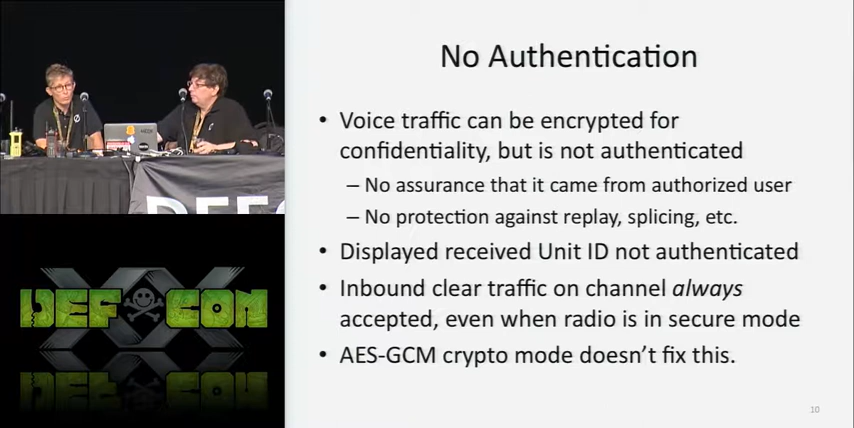 No Authentication
• Voice traffic can be encrypted for
confidentiality, but is not authenticated
– No assurance that it came from authorized user
– No protection against replay, splicing, etc.
• Displayed received Unit ID not authenticated
• Inbound clear traffic on channel always
accepted, even when radio is in secure mode
• AES-GCM crypto mode doesn't fix this.
10
DEF CON
XX